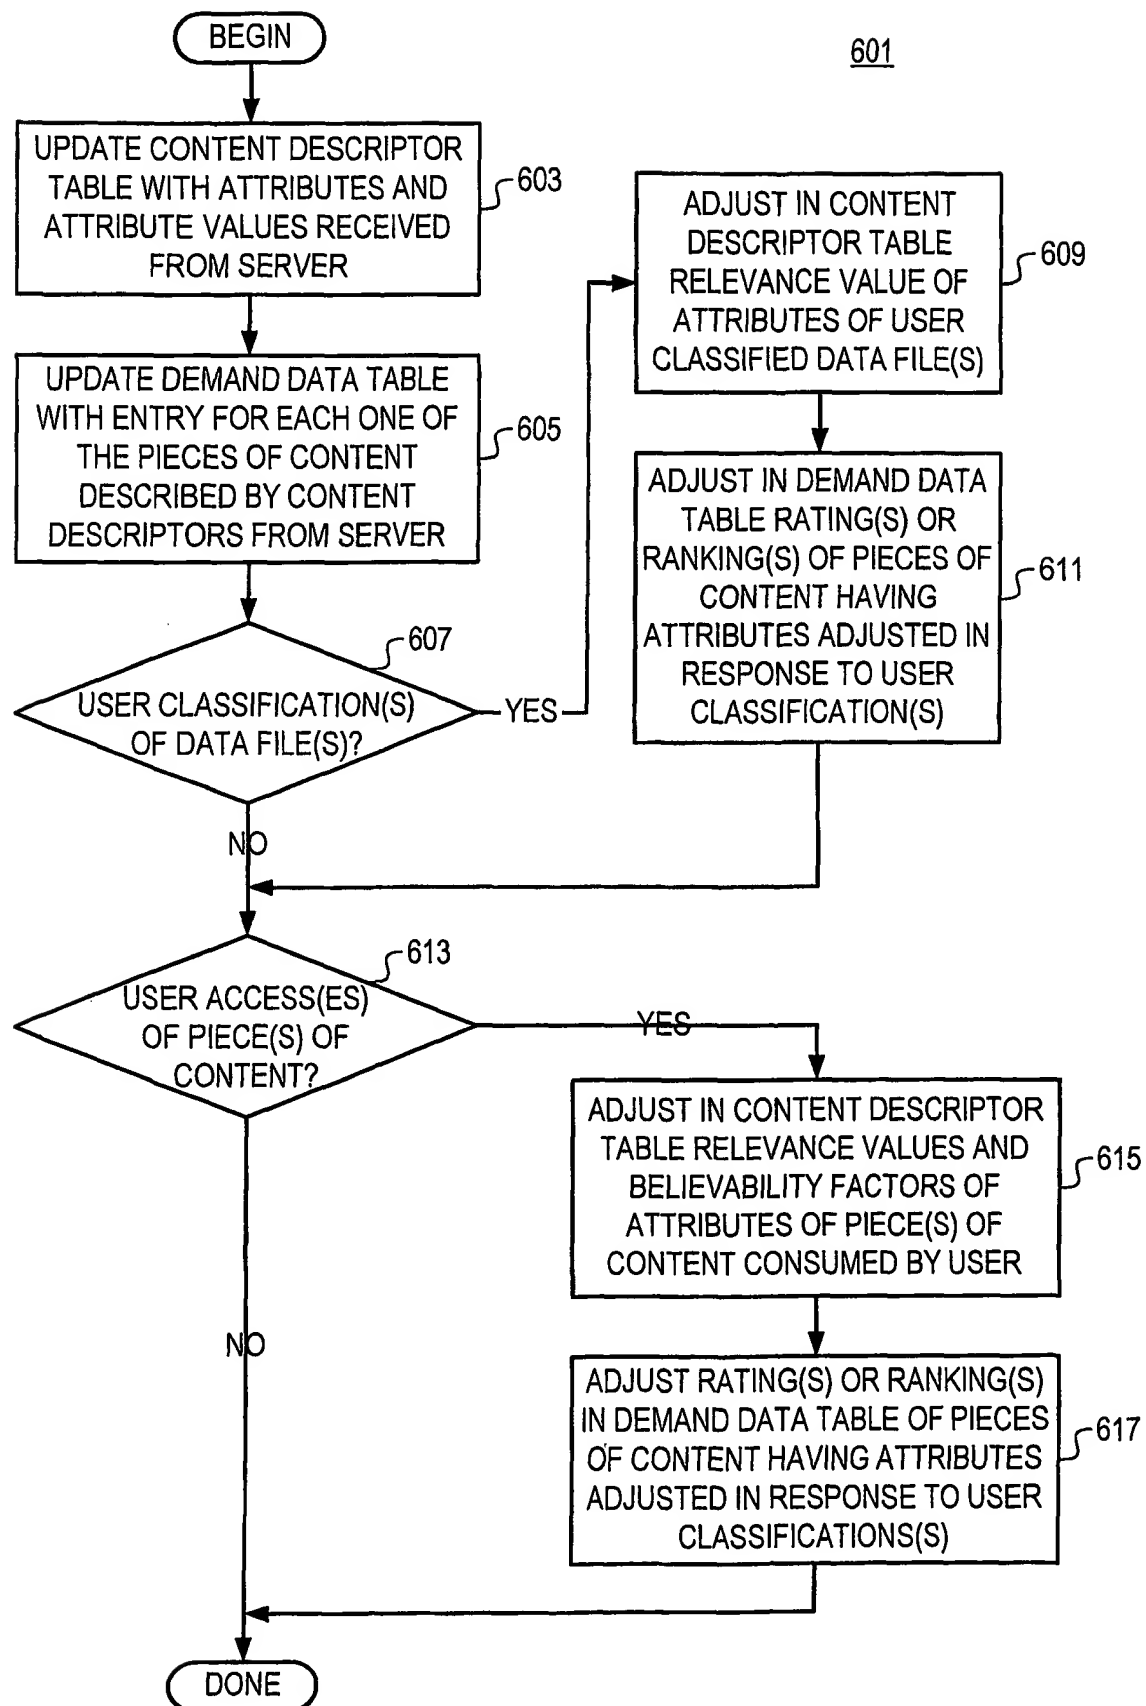 BEGIN
601
UPDATE CONTENT DESCRIPTOR
TABLE WITH ATTRIBUTES AND
ATTRIBUTE VALUES RECEIVED
FROM SERVER
603
UPDATE DEMAND DATA TABLE
WITH ENTRY FOR EACH ONE OF
THE PIECES OF CONTENT
DESCRIBED BY CONTENT
DESCRIPTORS FROM SERVER
605
USER CLASSIFICATION(S)
OF DATA FILE(S)?
607
YES
NO
ADJUST IN CONTENT
DESCRIPTOR TABLE
RELEVANCE VALUE OF
ATTRIBUTES OF USER
CLASSIFIED DATA FILE(S)
609
ADJUST IN DEMAND DATA
TABLE RATING(S) OR
RANKING(S) OF PIECES OF
CONTENT HAVING
ATTRIBUTES ADJUSTED IN
RESPONSE TO USER
CLASSIFICATION(S)
611
USER ACCESS(ES)
OF PIECE(S) OF
CONTENT?
613
YES
NO
ADJUST IN CONTENT DESCRIPTOR
TABLE RELEVANCE VALUES AND
BELIEVABILITY FACTORS OF
ATTRIBUTES OF PIECE(S) OF
CONTENT CONSUMED BY USER
615
ADJUST RATING(S) OR RANKING(S)
IN DEMAND DATA TABLE OF PIECES
OF CONTENT HAVING ATTRIBUTES
ADJUSTED IN RESPONSE TO USER
CLASSIFICATIONS(S)
617
DONE